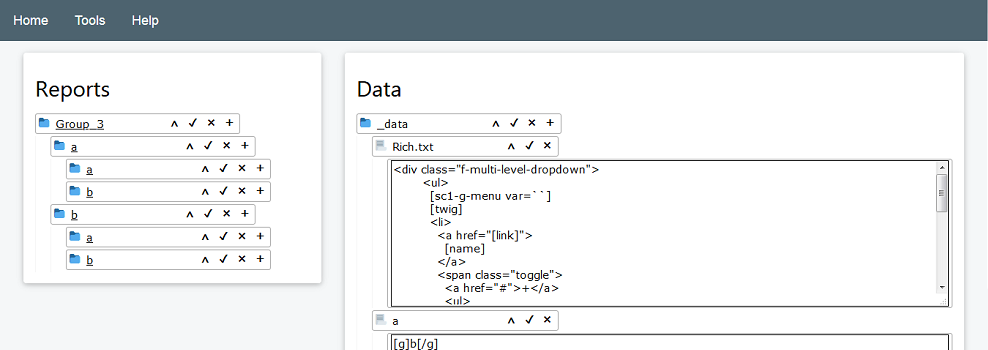 Home Tools Help
Reports
Group_3 ʌ ✓ × +
a ʌ ✓ × +
a ʌ ✓ × +
b ʌ ✓ × +
b ʌ ✓ × +
a ʌ ✓ × +
b ʌ ✓ × +
Data
_data ʌ ✓ × +
Rich.txt ʌ ✓ ×
<div class="f-multi-level-dropdown">
<ul>
[sc1-g-menu var=``]
[twig]
<li>
<a href="[link]">
[name]
</a>
<span class="toggle">
<a href="#">+</a>
<ul>
a ʌ ✓ ×
[g]b[/g]